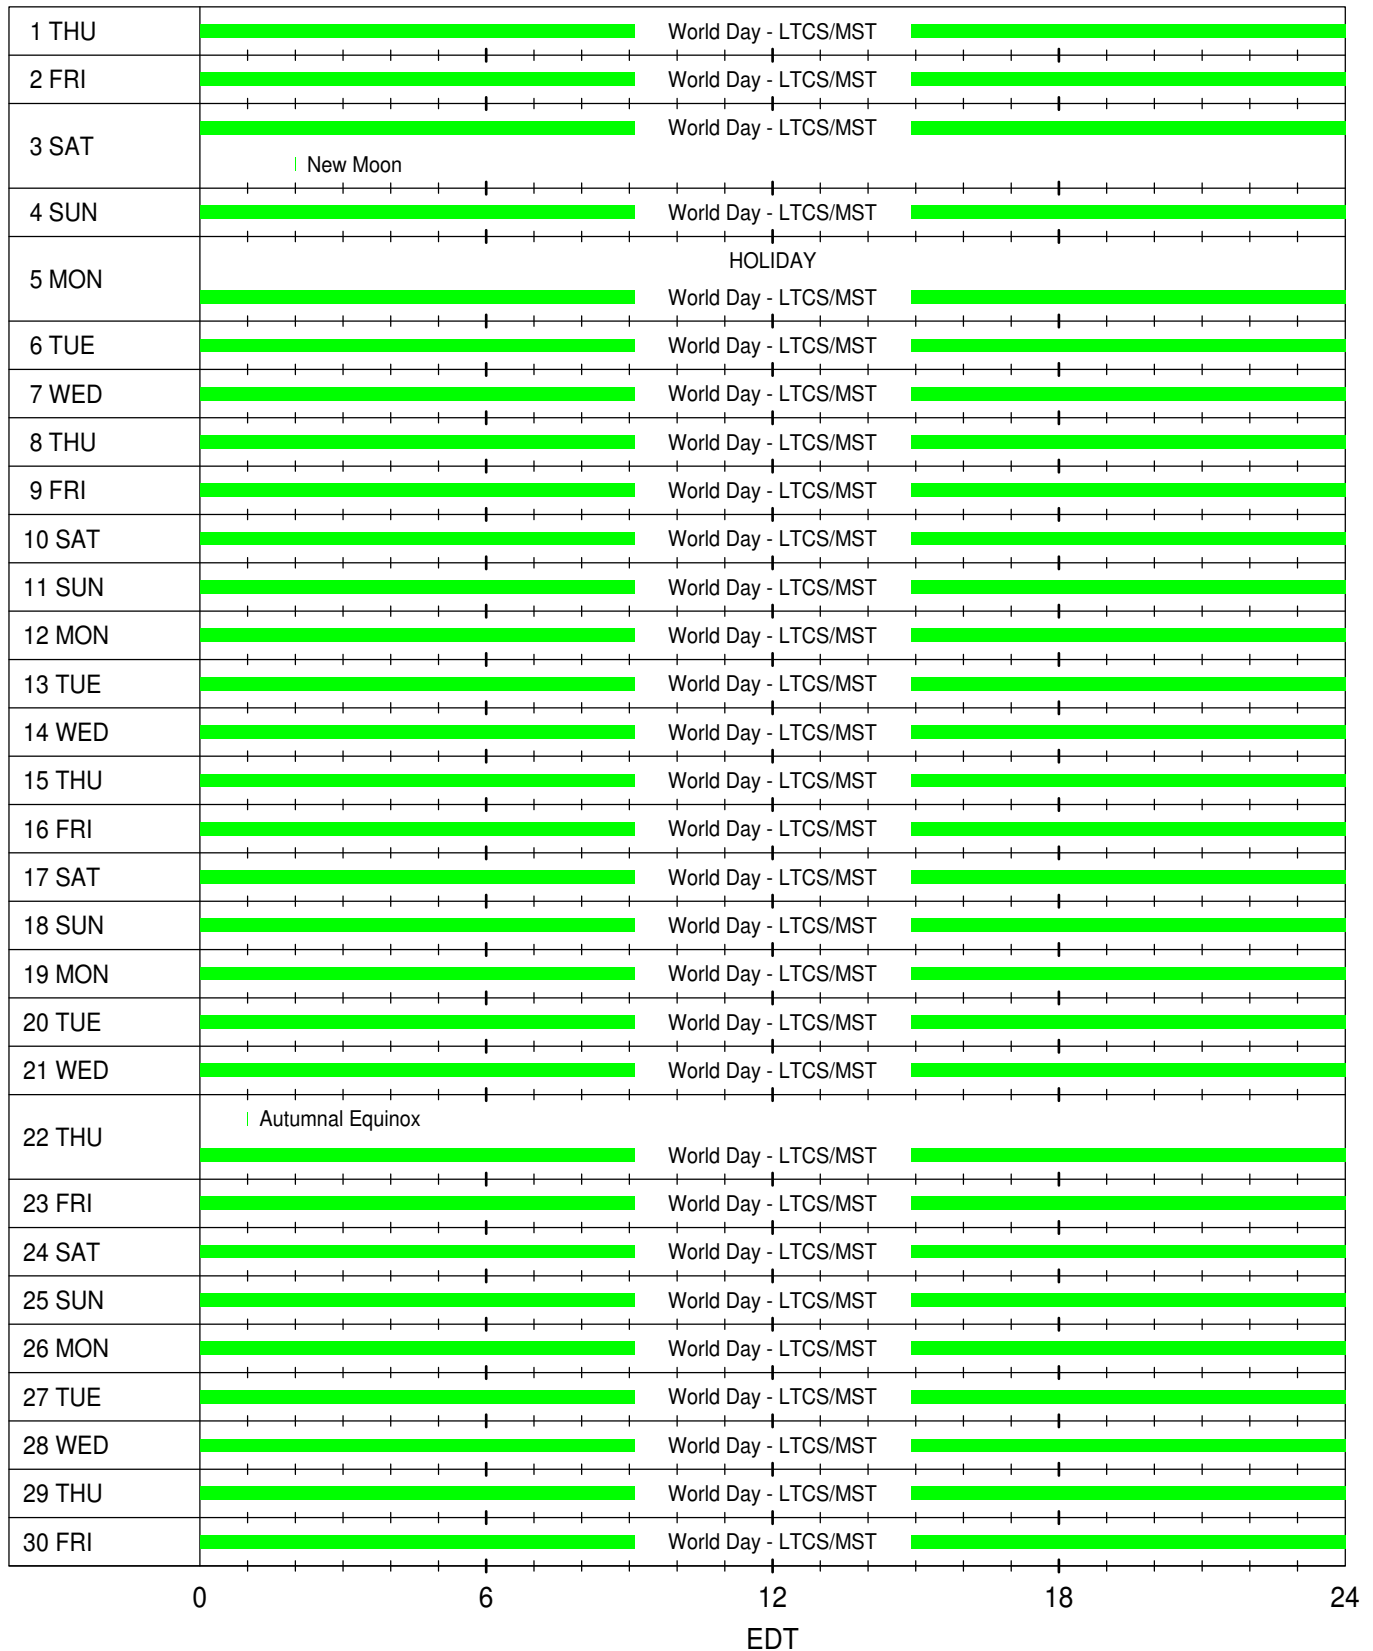 1 THU World Day - LTCS/MST
2 FRI World Day - LTCS/MST
3 SAT World Day - LTCS/MST
New Moon
4 SUN World Day - LTCS/MST
5 MON HOLIDAY
World Day - LTCS/MST
6 TUE World Day - LTCS/MST
7 WED World Day - LTCS/MST
8 THU World Day - LTCS/MST
9 FRI World Day - LTCS/MST
10 SAT World Day - LTCS/MST
11 SUN World Day - LTCS/MST
12 MON World Day - LTCS/MST
13 TUE World Day - LTCS/MST
14 WED World Day - LTCS/MST
15 THU World Day - LTCS/MST
16 FRI World Day - LTCS/MST
17 SAT World Day - LTCS/MST
18 SUN World Day - LTCS/MST
19 MON World Day - LTCS/MST
20 TUE World Day - LTCS/MST
21 WED World Day - LTCS/MST
22 THU Autumnal Equinox
World Day - LTCS/MST
23 FRI World Day - LTCS/MST
24 SAT World Day - LTCS/MST
25 SUN World Day - LTCS/MST
26 MON World Day - LTCS/MST
27 TUE World Day - LTCS/MST
28 WED World Day - LTCS/MST
29 THU World Day - LTCS/MST
30 FRI World Day - LTCS/MST
0 6 12 18 24
EDT